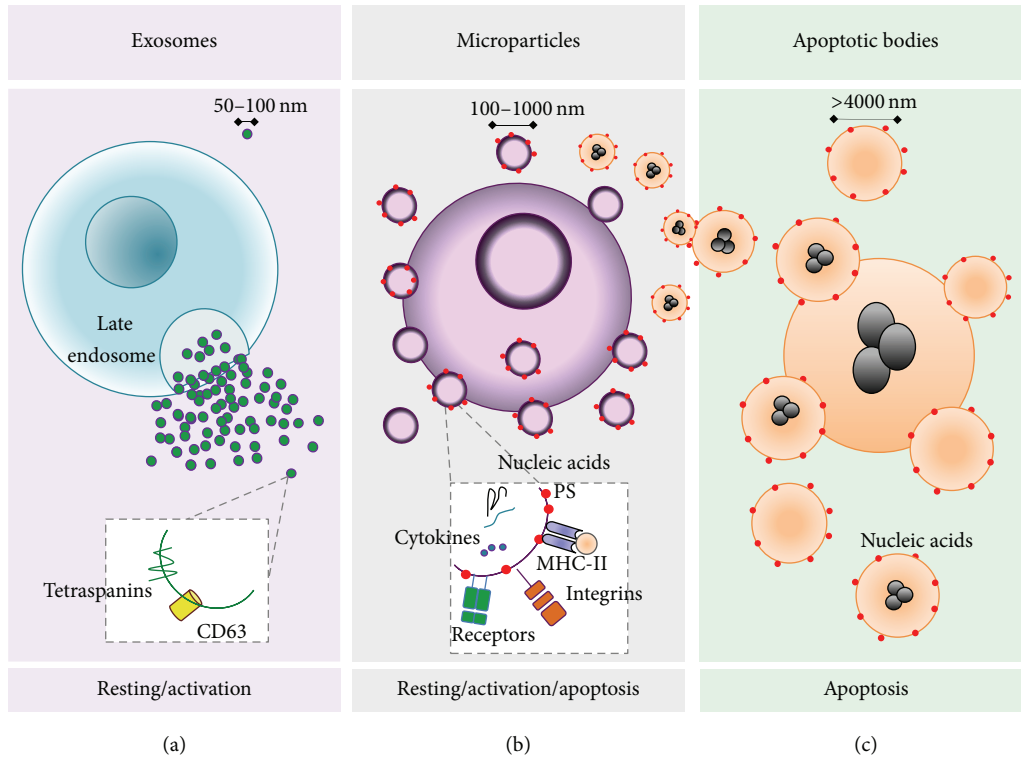 Exosomes
Microparticles
Apoptotic bodies
50–100 nm
100–1000 nm
>4000 nm
Late
endosome
Nucleic acids
PS
Cytokines
MHC-II
Integrins
Receptors
Tetraspanins
CD63
Nucleic acids
Resting/activation
Resting/activation/apoptosis
Apoptosis
(a)
(b)
(c)